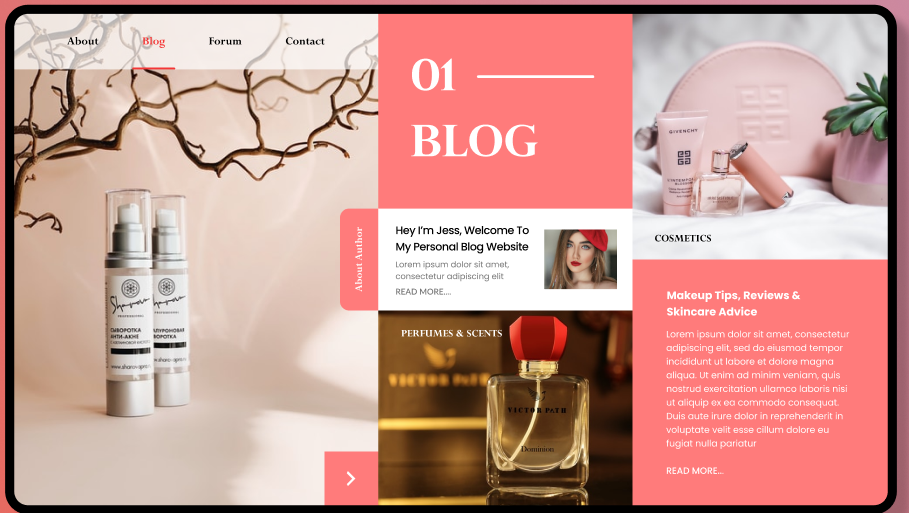 About
Blog
Forum
Contact
01
BLOG
About Author
Hey I'm Jess, Welcome To
My Personal Blog Website
Lorem ipsum dolor sit amet,
consectetur adipiscing elit
READ MORE....
PERFUMES & SCENTS
VICTOR PATH
VICTOR PATH
Dominion
GIVENCHY
COSMETICS
Makeup Tips, Reviews &
Skincare Advice
Lorem ipsum dolor sit amet, consectetur
adipiscing elit, sed do eiusmod tempor
incididunt ut labore et dolore magna
aliqua. Ut enim ad minim veniam, quis
nostrud exercitation ullamco laboris nisi
ut aliquip ex ea commodo consequat.
Duis aute irure dolor in reprehenderit in
voluptate velit esse cillum dolore eu
fugiat nulla pariatur
READ MORE...
PROFESSIONAL
СЫВОРОТКА
АНТИ-АКНЕ